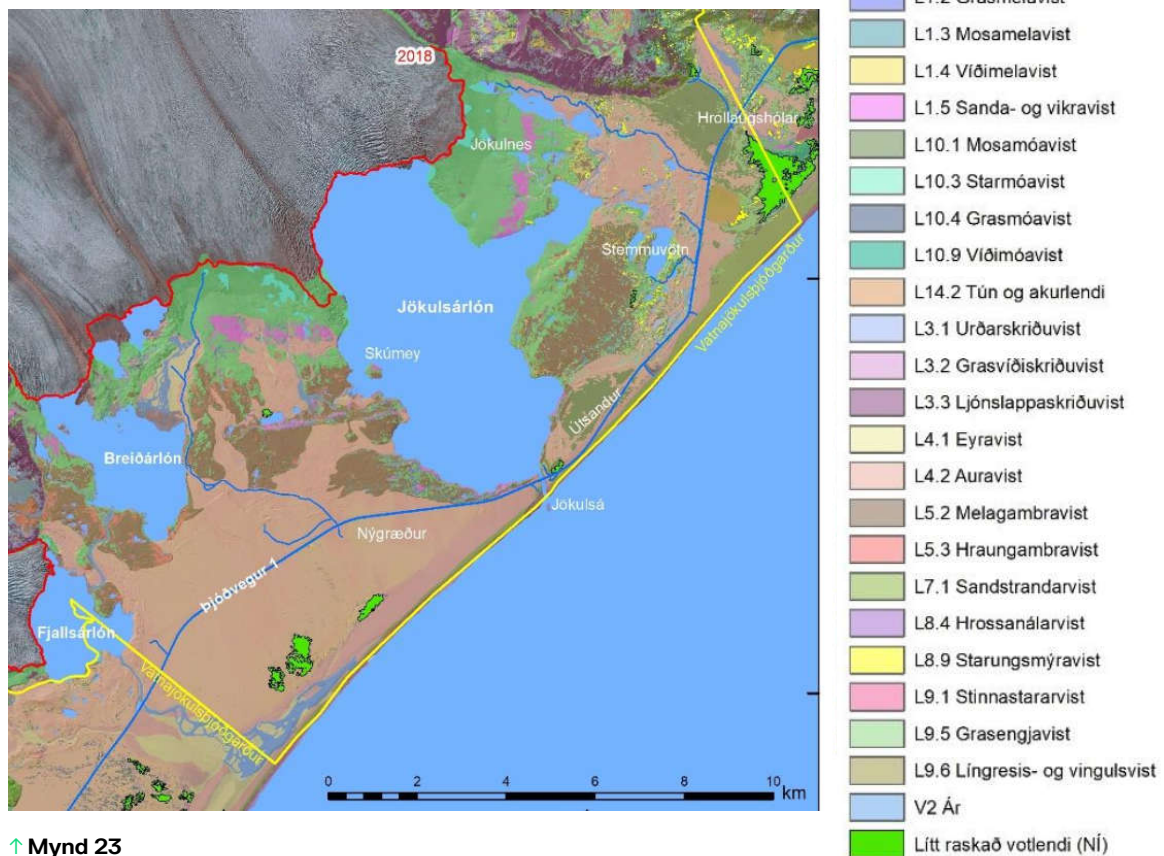 2018
Jökulnes
Hrollaugshólar
Stemmuvötn
Vatnajökulsþjóðgarður
Jökulsárlón
Skúmey
Útsandur
Breiðárlón
Jökulsá
Nýgræður
Þjóðvegur 1
Fjallsárlón
Vatnajökulsþjóðgarður
0 2 4 6 8 10
km
↑ Mynd 23
L1.2 Grasmelavist
L1.3 Mosamelavist
L1.4 Víðimelavist
L1.5 Sanda- og vikravist
L10.1 Mosamóavist
L10.3 Starmóavist
L10.4 Grasmóavist
L10.9 Víðimóavist
L14.2 Tún og akurlendi
L3.1 Urðarskriðuvist
L3.2 Grasvíðiskriðuvist
L3.3 Ljónslappaskriðuvist
L4.1 Eyravist
L4.2 Auravist
L5.2 Melagambravist
L5.3 Hraungambravist
L7.1 Sandstrandarvist
L8.4 Hrossanálarvist
L8.9 Starungsmýravist
L9.1 Stinnastararvist
L9.5 Grasengjavist
L9.6 Língresis- og vingulsvist
V2 Ár
Lítt raskað votlendi (NÍ)